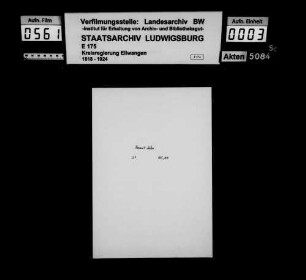 Aufn. Film
0561
Verfilmungsstelle: Landesarchiv BW
-Institut für Erhaltung von Archiv- und Bibliotheksgut-
STAATSARCHIV LUDWIGSBURG
E 175
Kreisregierung Ellwangen
1818 - 1924
Aufn. Einheit
0003
Akten 5084